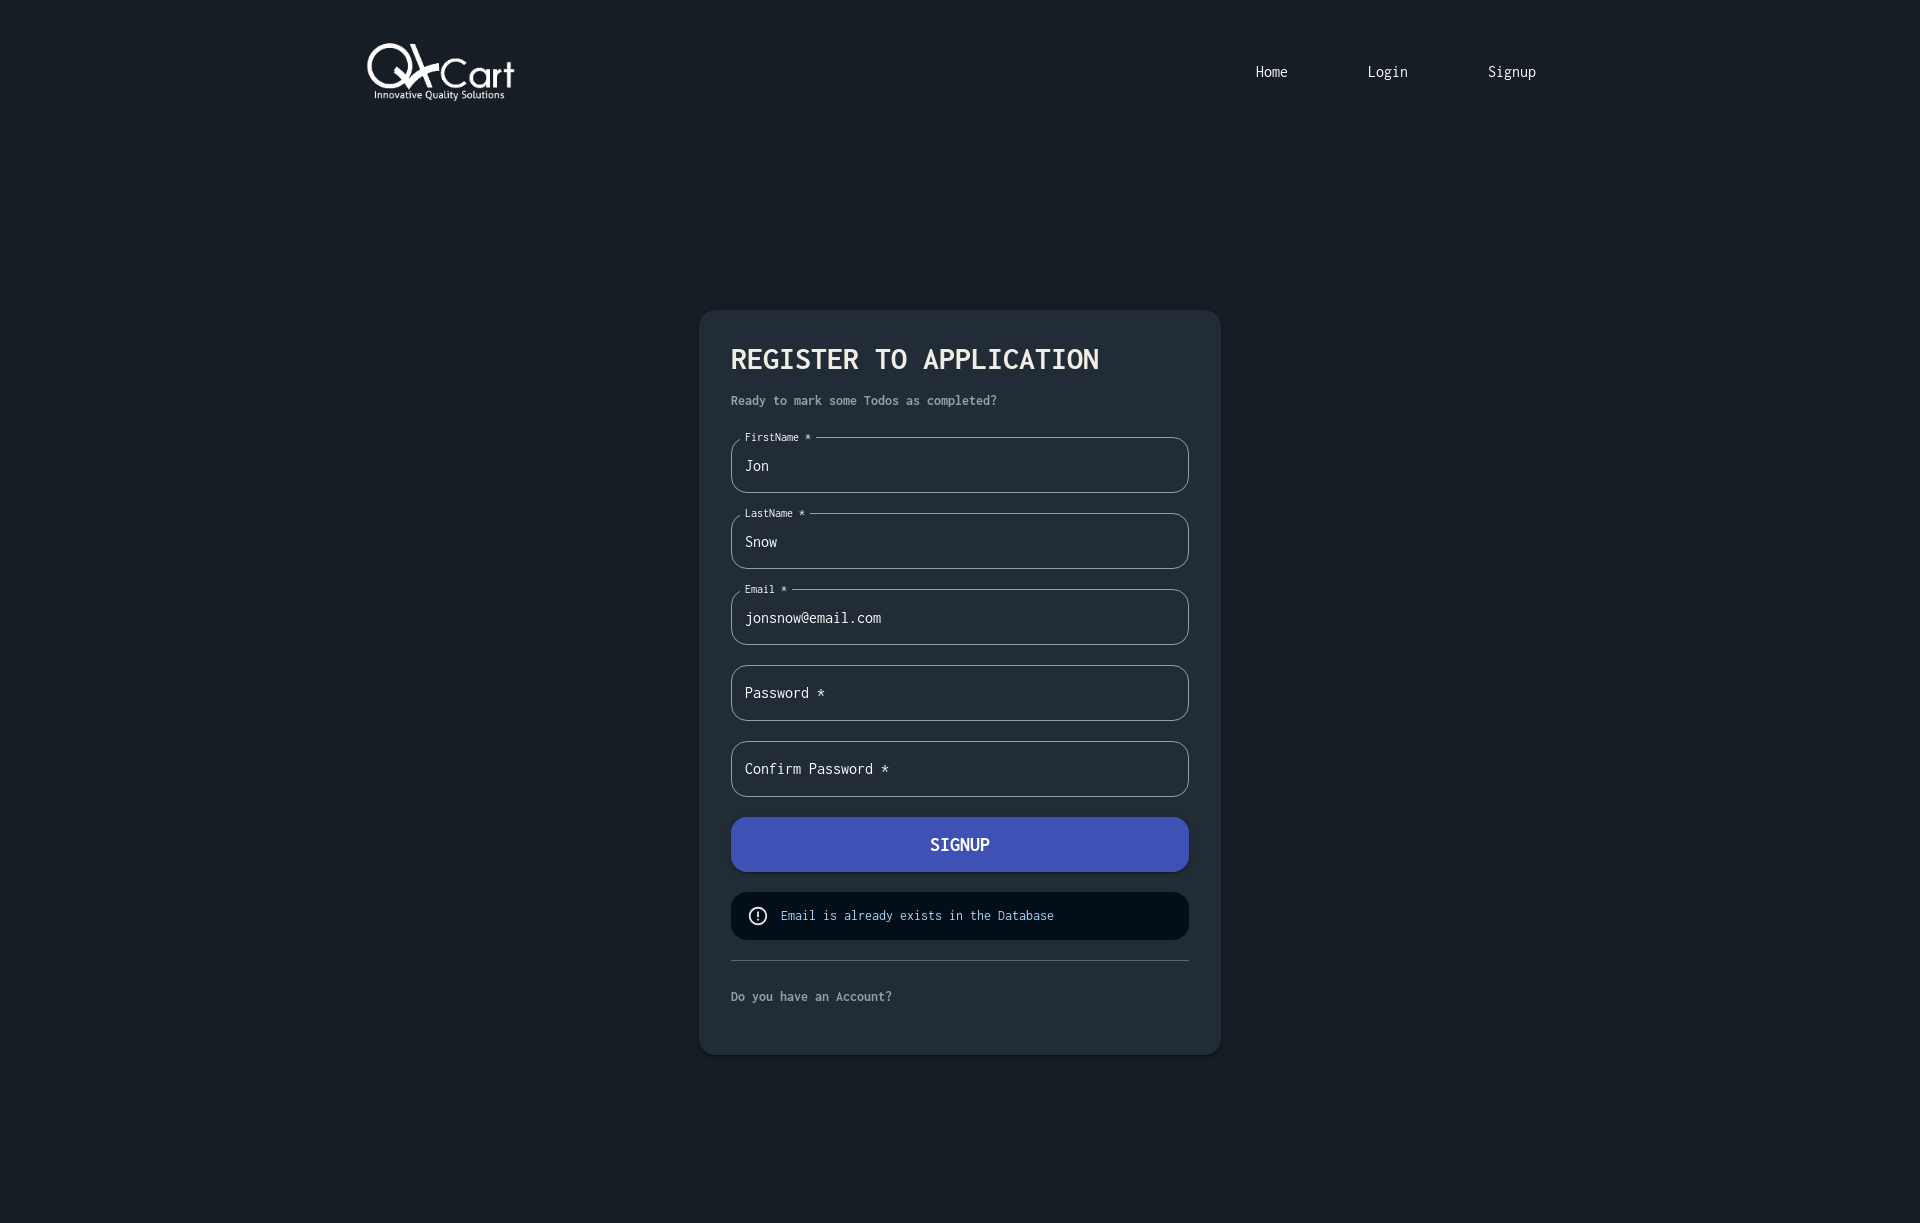 QACart
Innovative Quality Solutions
Home
Login
Signup
REGISTER TO APPLICATION
Ready to mark some Todos as completed?
FirstName *
Jon
LastName *
Snow
Email *
jonsnow@email.com
Password *
Confirm Password *
SIGNUP
Email is already exists in the Database
Do you have an Account?